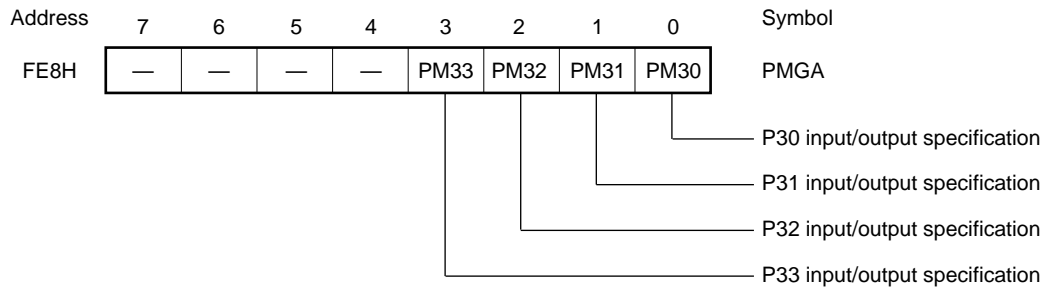 Address 7 6 5 4 3 2 1 0 Symbol
FE8H — — — — PM33 PM32 PM31 PM30 PMGA
P30 input/output specification
P31 input/output specification
P32 input/output specification
P33 input/output specification